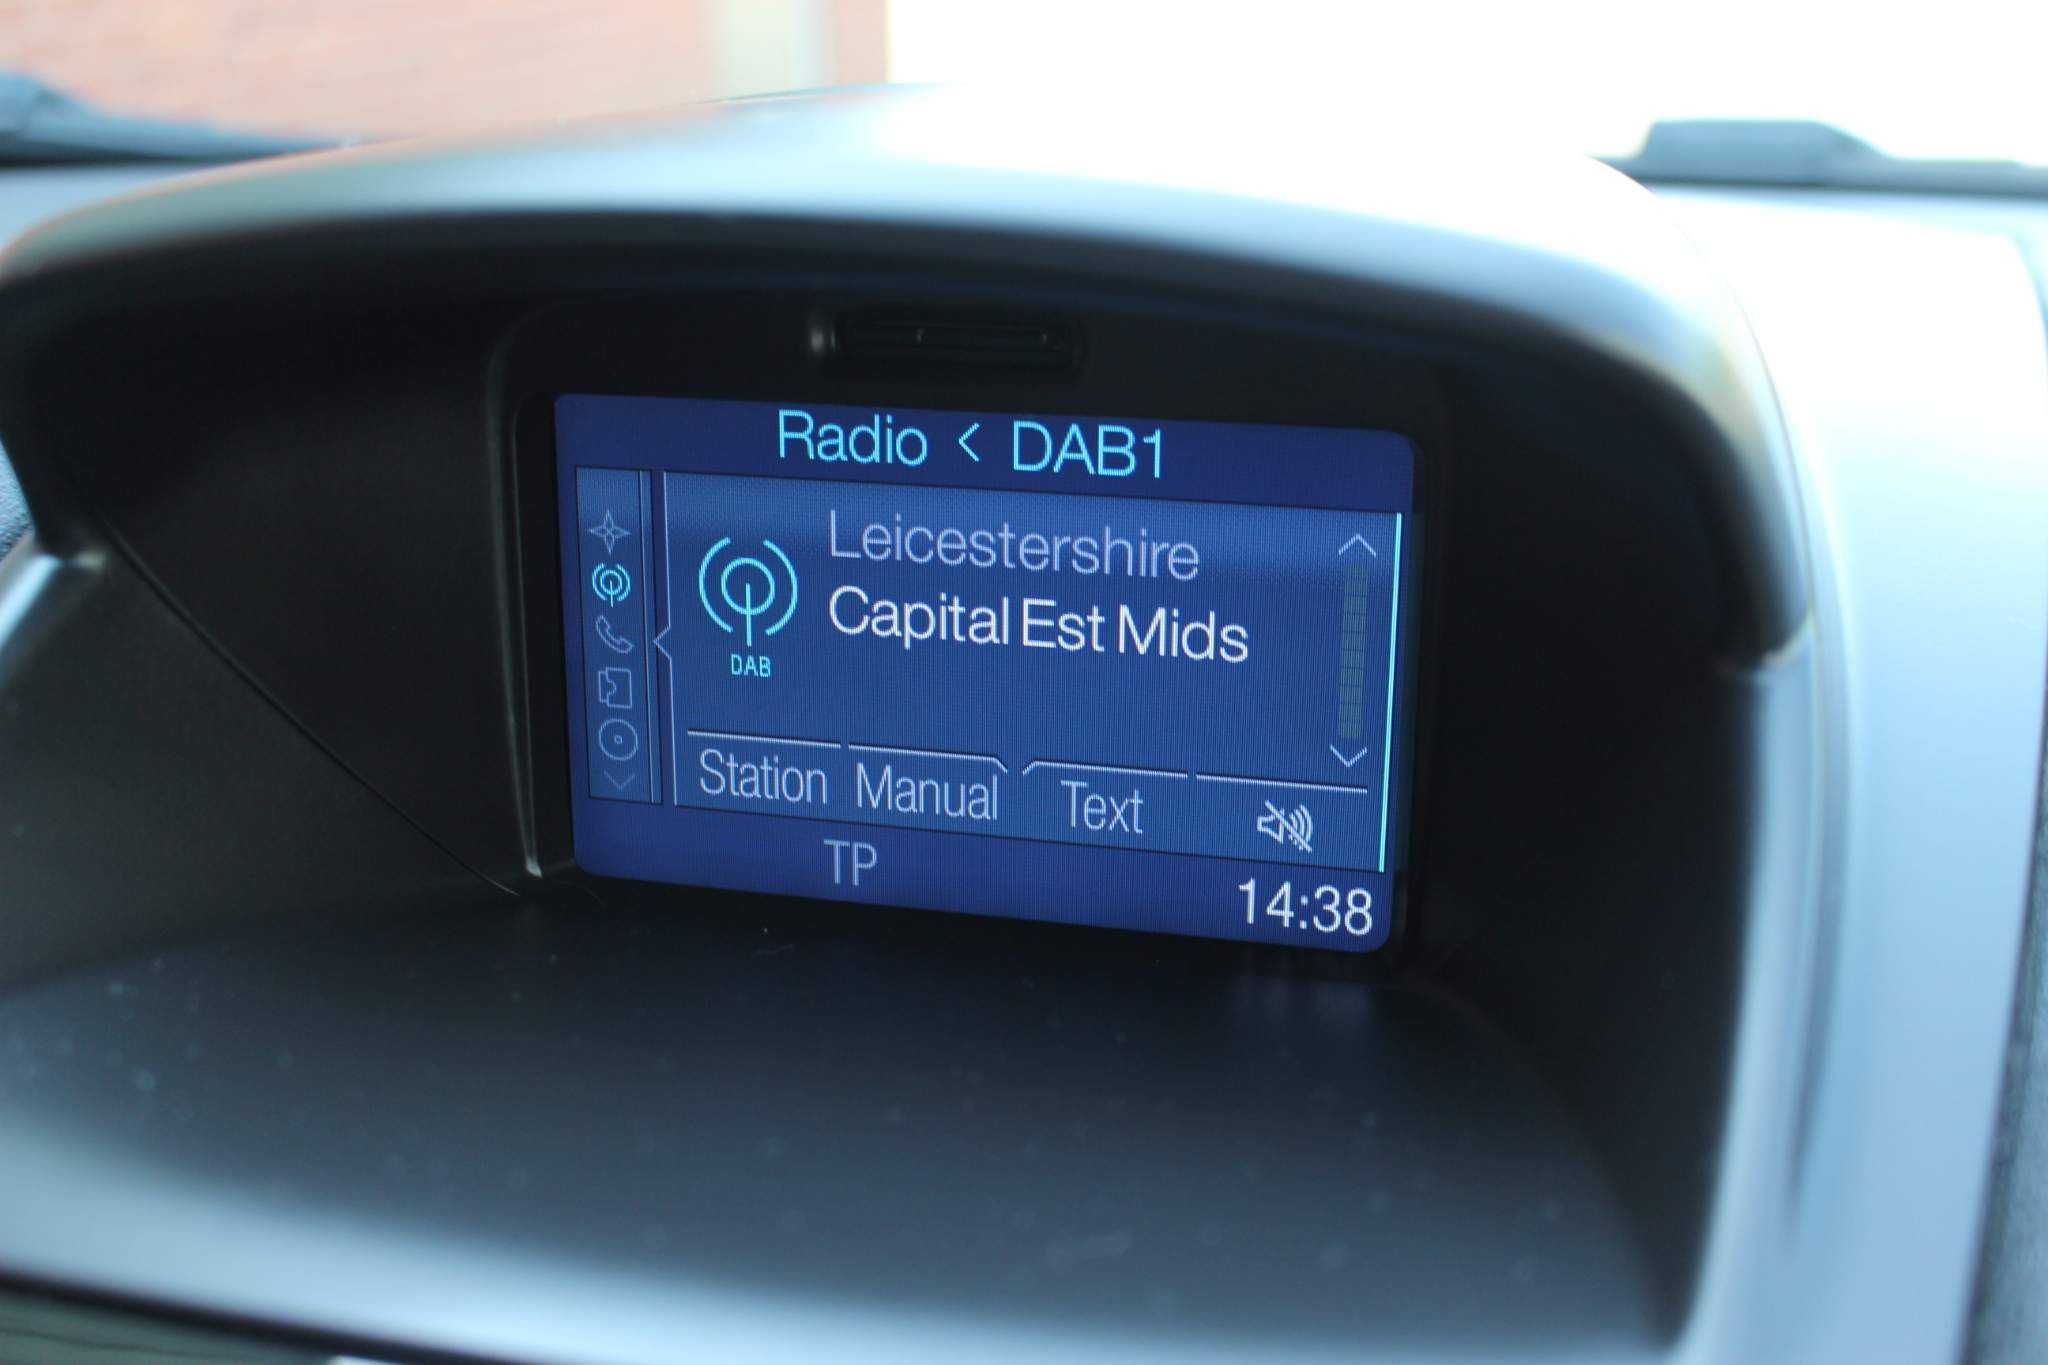 Radio < DAB1
Leicestershire
Capital Est Mids
DAB
Station Manual Text
TP
14:38